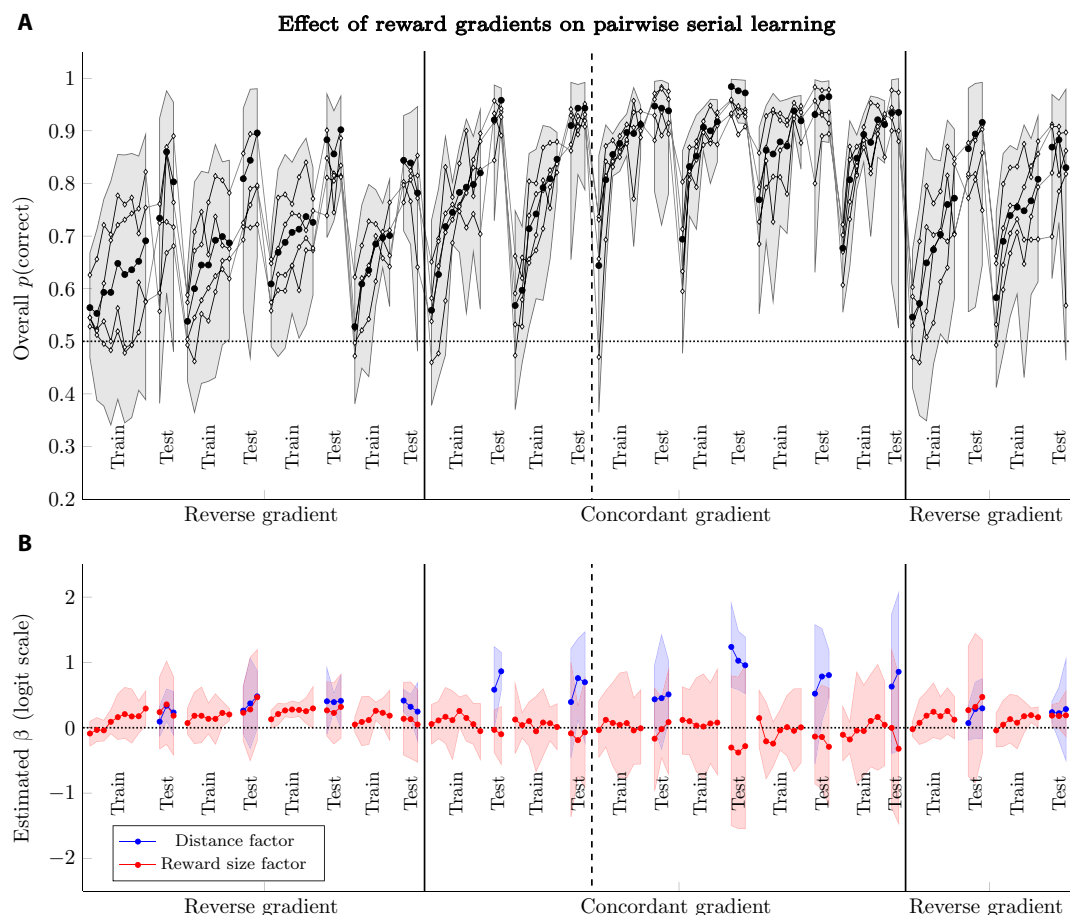 A
Effect of reward gradients on pairwise serial learning
Overall p(correct)
1
0.9
0.8
0.7
0.6
0.5
0.4
0.3
0.2
Train
Test
Train
Test
Train
Test
Train
Test
Train
Test
Train
Test
Train
Test
Train
Test
Train
Test
Train
Test
Train
Test
Train
Test
Reverse gradient
Concordant gradient
Reverse gradient
B
Estimated β (logit scale)
2
1
0
−1
−2
Train
Test
Train
Test
Train
Test
Train
Test
Train
Test
Train
Test
Train
Test
Train
Test
Train
Test
Train
Test
Train
Test
Train
Test
Distance factor
Reward size factor
Reverse gradient
Concordant gradient
Reverse gradient